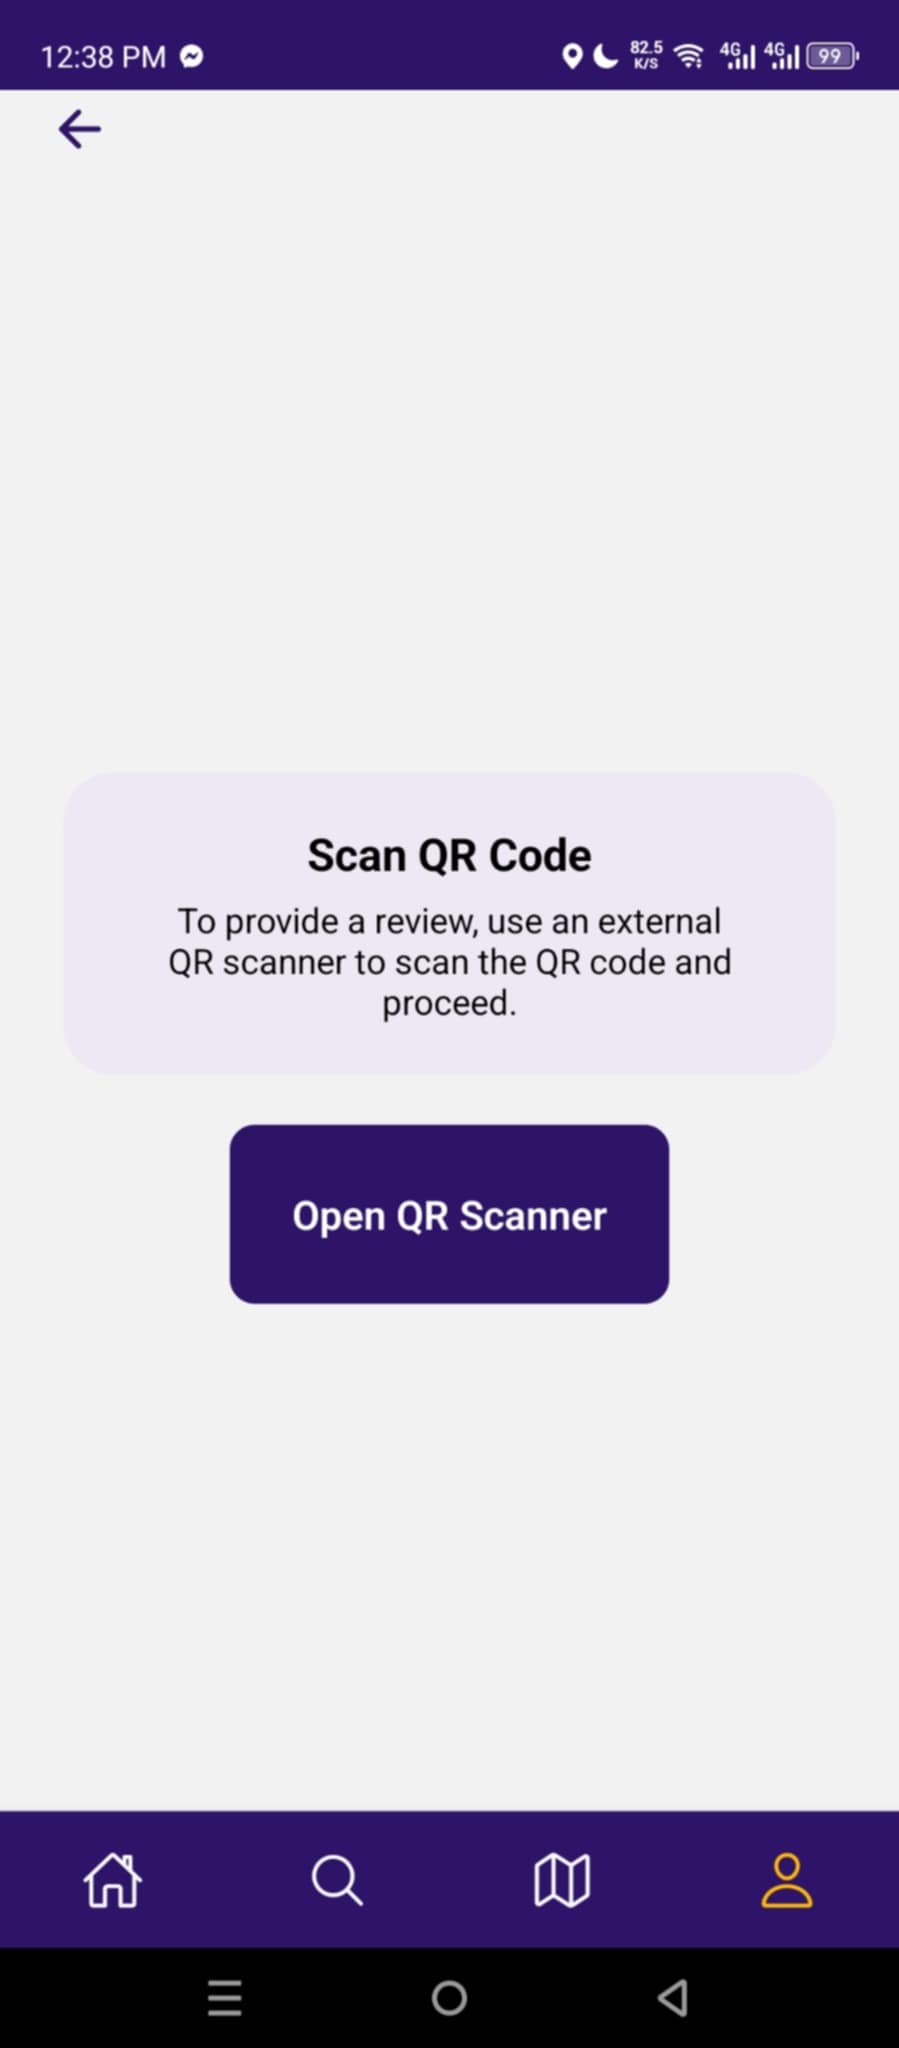 12:38 PM
82.5
K/S
4G
4G
99
Scan QR Code
To provide a review, use an external
QR scanner to scan the QR code and
proceed.
Open QR Scanner